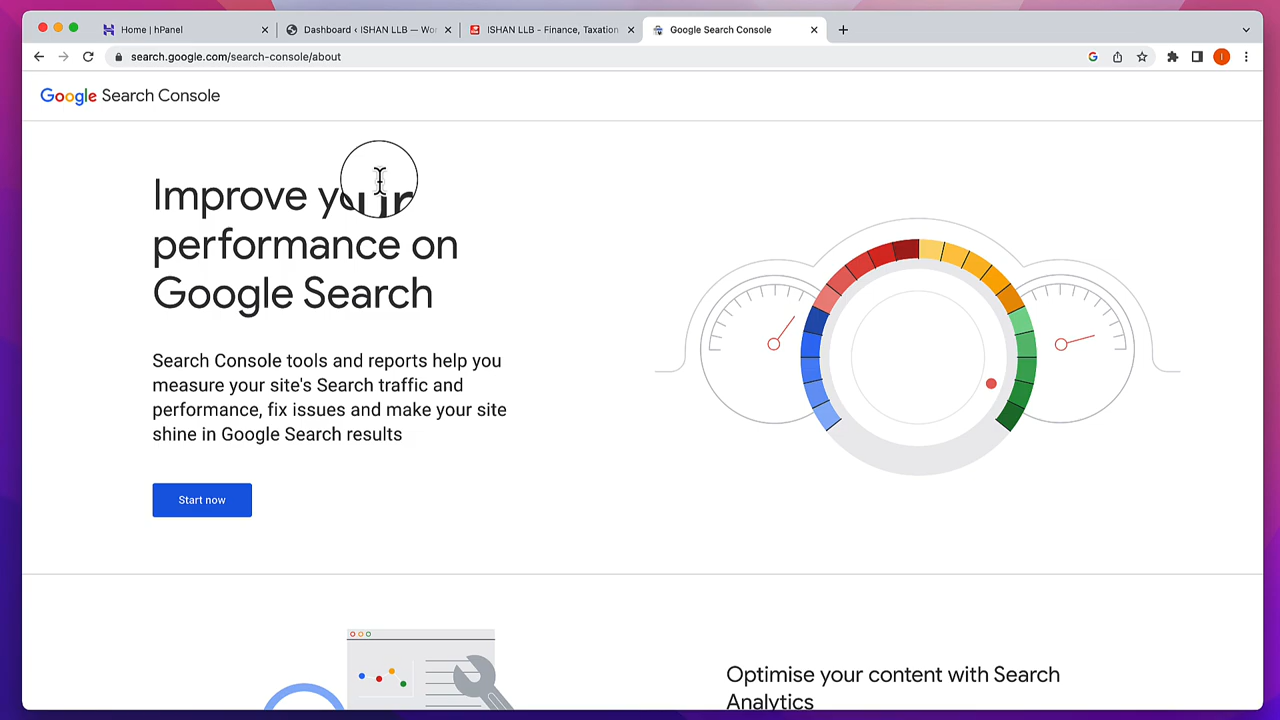 Home | hPanel
Dashboard ‹ ISHAN LLB — Wor
ISHAN LLB - Finance, Taxation
Google Search Console
search.google.com/search-console/about
Google Search Console
Improve your
performance on
Google Search
Search Console tools and reports help you
measure your site's Search traffic and
performance, fix issues and make your site
shine in Google Search results
Start now
Optimise your content with Search
Analytics